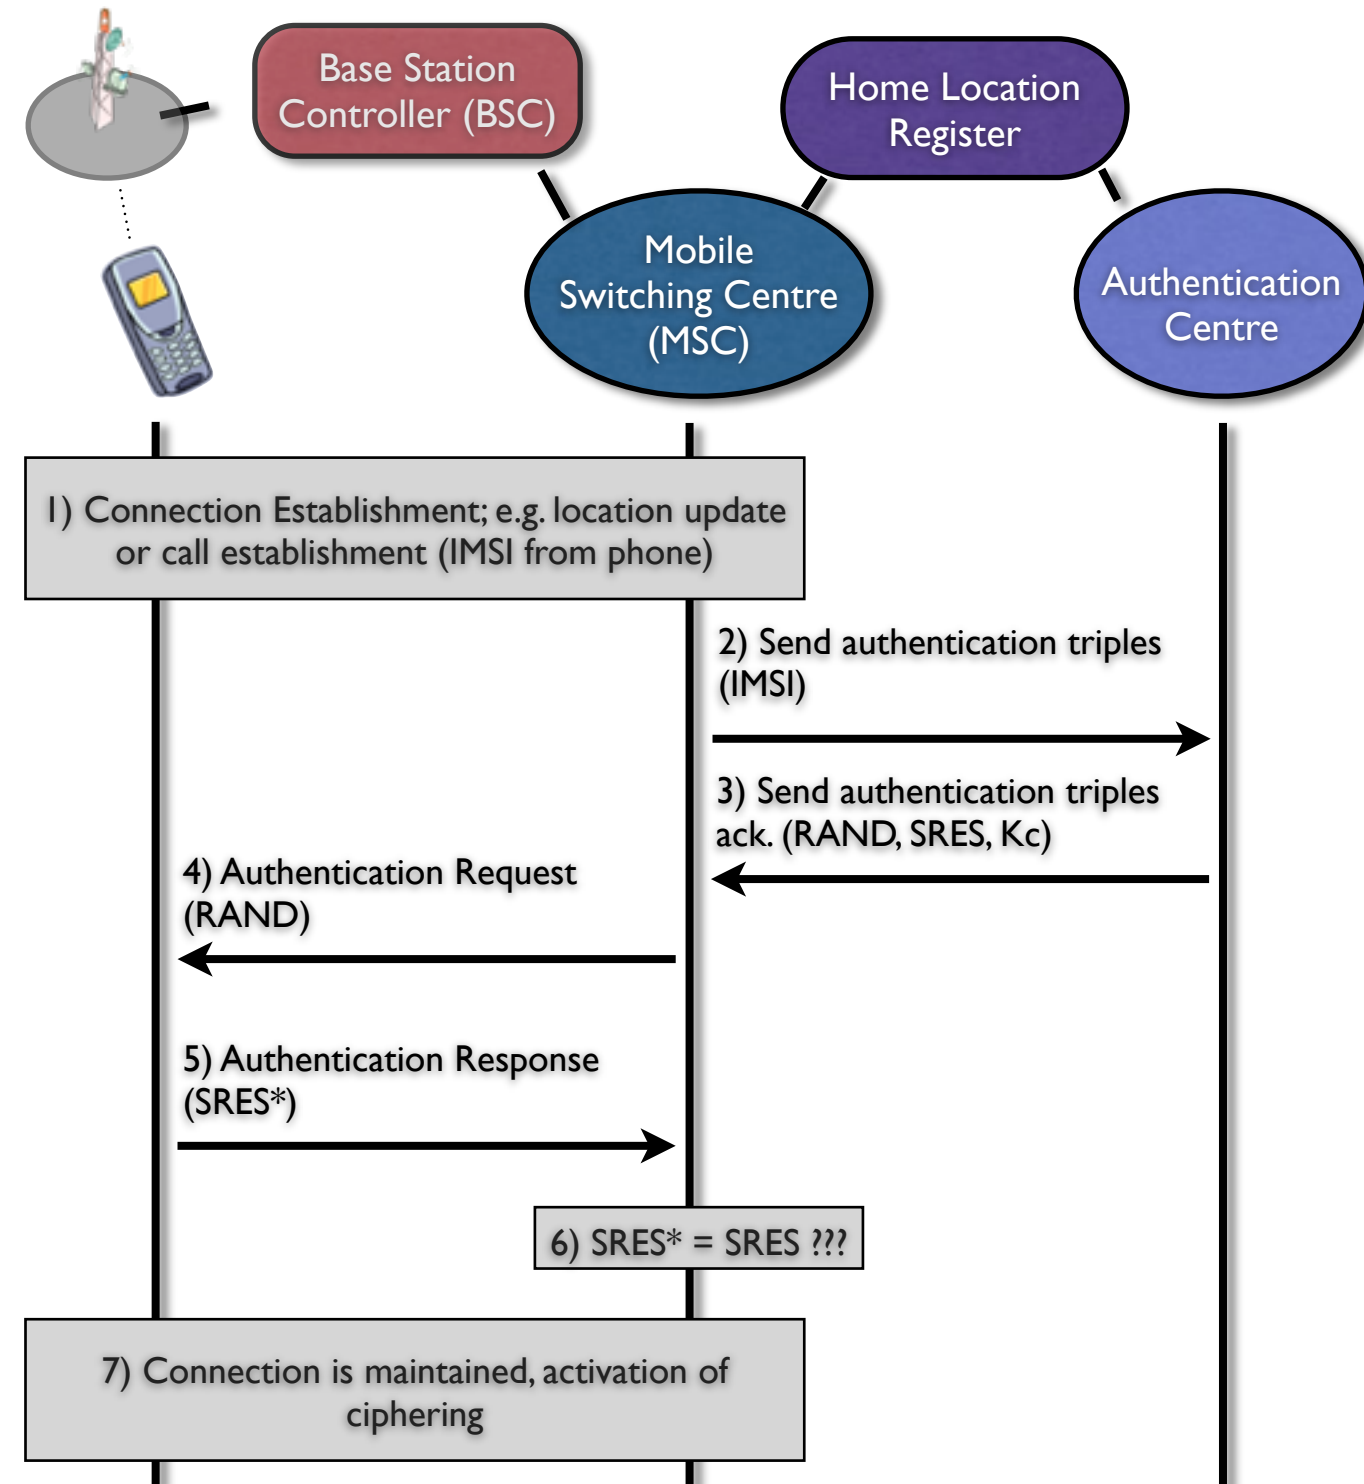 Base Station
Controller (BSC)
Home Location
Register
Mobile
Switching Centre
(MSC)
Authentication
Centre
1) Connection Establishment; e.g. location update
or call establishment (IMSI from phone)
2) Send authentication triples
(IMSI)
3) Send authentication triples
ack. (RAND, SRES, Kc)
4) Authentication Request
(RAND)
5) Authentication Response
(SRES*)
6) SRES* = SRES ???
7) Connection is maintained, activation of
ciphering